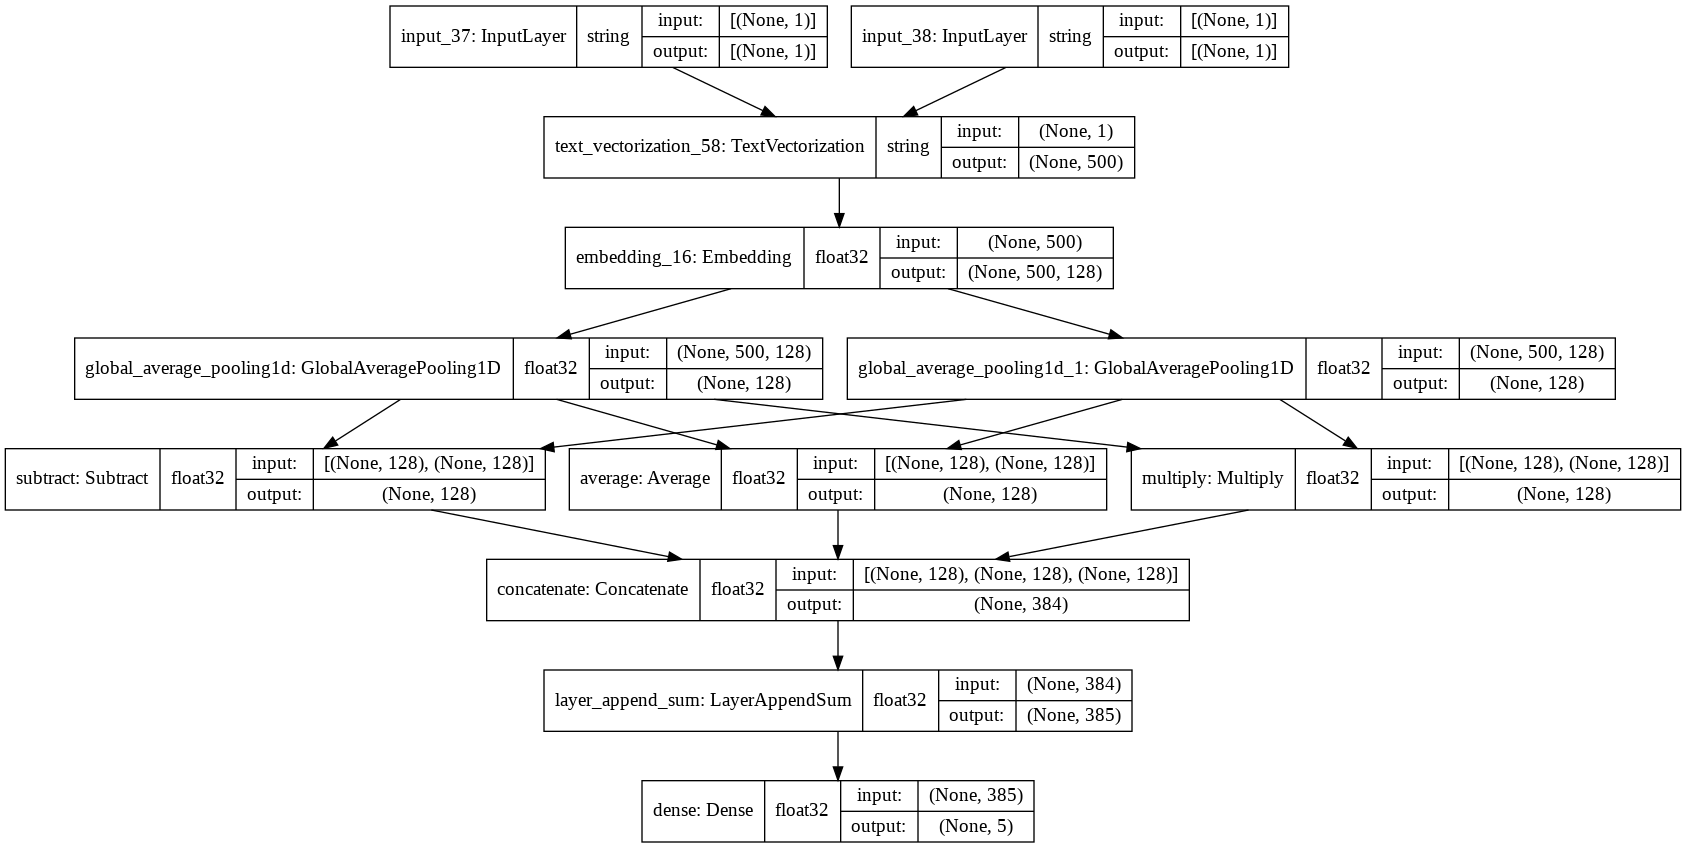 input_37: InputLayer string input: [(None, 1)] output: [(None, 1)]
input_38: InputLayer string input: [(None, 1)] output: [(None, 1)]
text_vectorization_58: TextVectorization string input: (None, 1) output: (None, 500)
embedding_16: Embedding float32 input: (None, 500) output: (None, 500, 128)
global_average_pooling1d: GlobalAveragePooling1D float32 input: (None, 500, 128) output: (None, 128)
global_average_pooling1d_1: GlobalAveragePooling1D float32 input: (None, 500, 128) output: (None, 128)
subtract: Subtract float32 input: [(None, 128), (None, 128)] output: (None, 128)
average: Average float32 input: [(None, 128), (None, 128)] output: (None, 128)
multiply: Multiply float32 input: [(None, 128), (None, 128)] output: (None, 128)
concatenate: Concatenate float32 input: [(None, 128), (None, 128), (None, 128)] output: (None, 384)
layer_append_sum: LayerAppendSum float32 input: (None, 384) output: (None, 385)
dense: Dense float32 input: (None, 385) output: (None, 5)